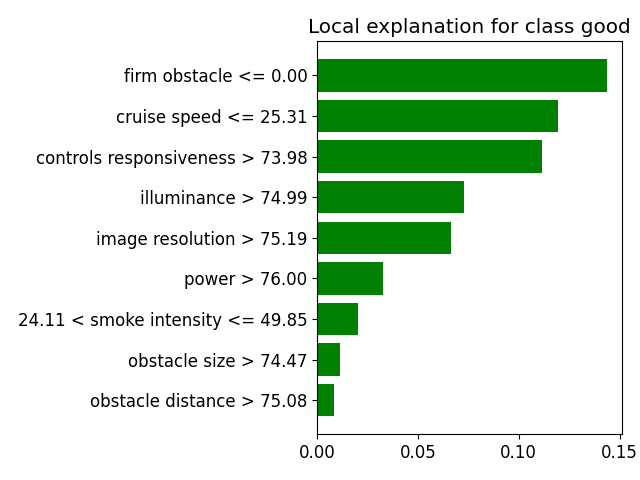 Local explanation for class good
firm obstacle <= 0.00
cruise speed <= 25.31
controls responsiveness > 73.98
illuminance > 74.99
image resolution > 75.19
power > 76.00
24.11 < smoke intensity <= 49.85
obstacle size > 74.47
obstacle distance > 75.08
0.00 0.05 0.10 0.15